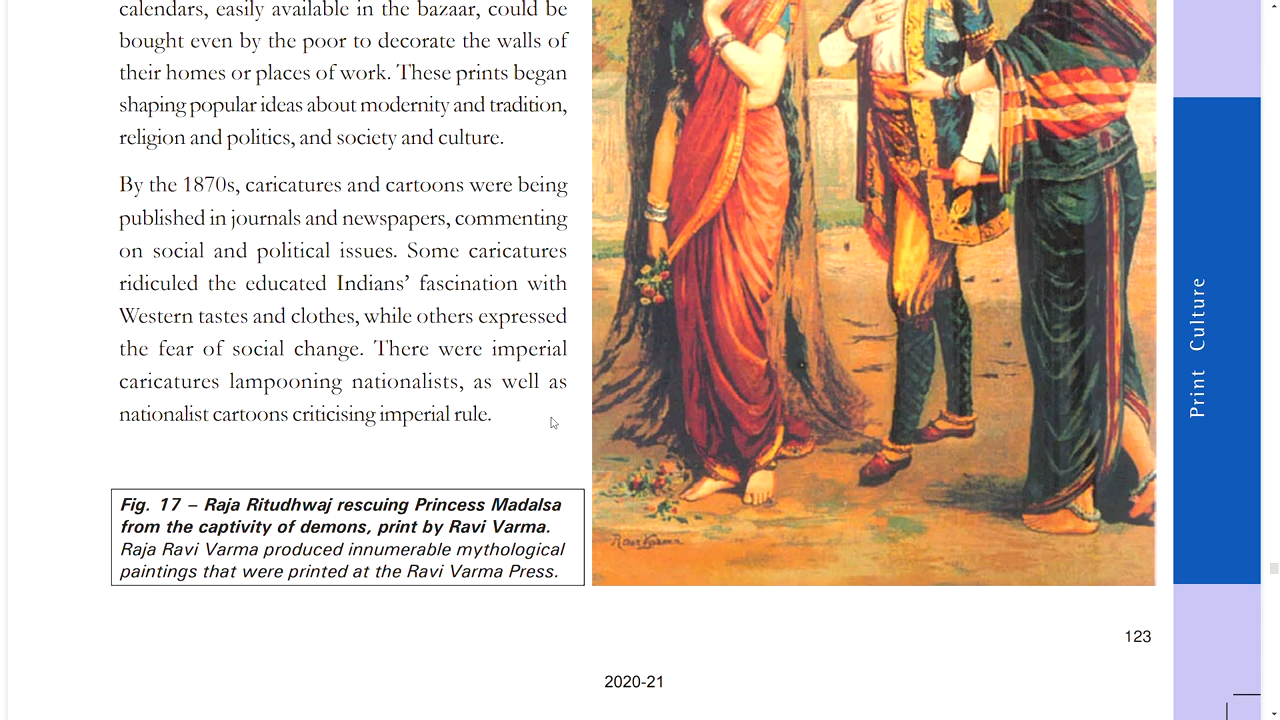 calendars, easily available in the bazaar, could be
bought even by the poor to decorate the walls of
their homes or places of work. These prints began
shaping popular ideas about modernity and tradition,
religion and politics, and society and culture.
By the 1870s, caricatures and cartoons were being
published in journals and newspapers, commenting
on social and political issues. Some caricatures
ridiculed the educated Indians’ fascination with
Western tastes and clothes, while others expressed
the fear of social change. There were imperial
caricatures lampooning nationalists, as well as
nationalist cartoons criticising imperial rule.
Fig. 17 – Raja Ritudhwaj rescuing Princess Madalsa
from the captivity of demons, print by Ravi Varma.
Raja Ravi Varma produced innumerable mythological
paintings that were printed at the Ravi Varma Press.
Ravi Varma
Print Culture
123
2020-21